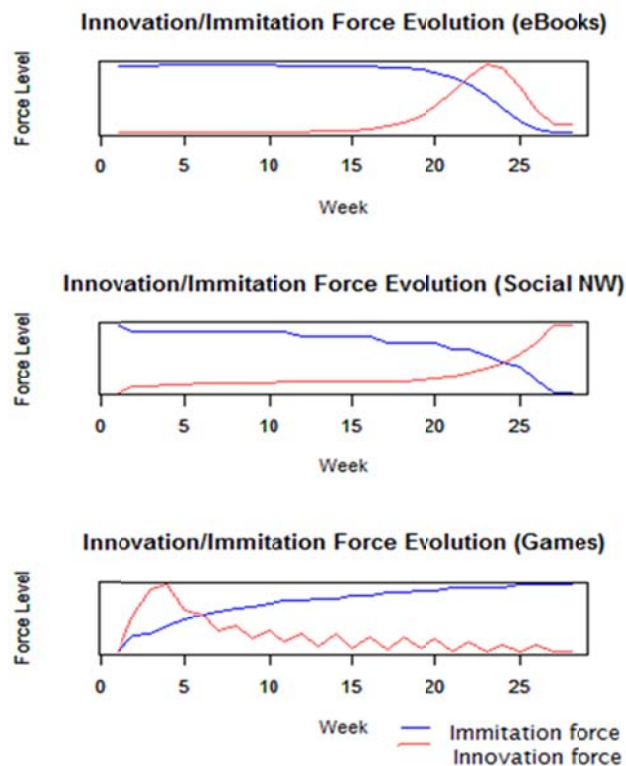 Innovation/Immitation Force Evolution (eBooks)
Force Level
0 5 10 15 20 25
Week
Innovation/Immitation Force Evolution (Social NW)
Force Level
0 5 10 15 20 25
Week
Innovation/Immitation Force Evolution (Games)
Force Level
0 5 10 15 20 25
Week
Immitation force
Innovation force